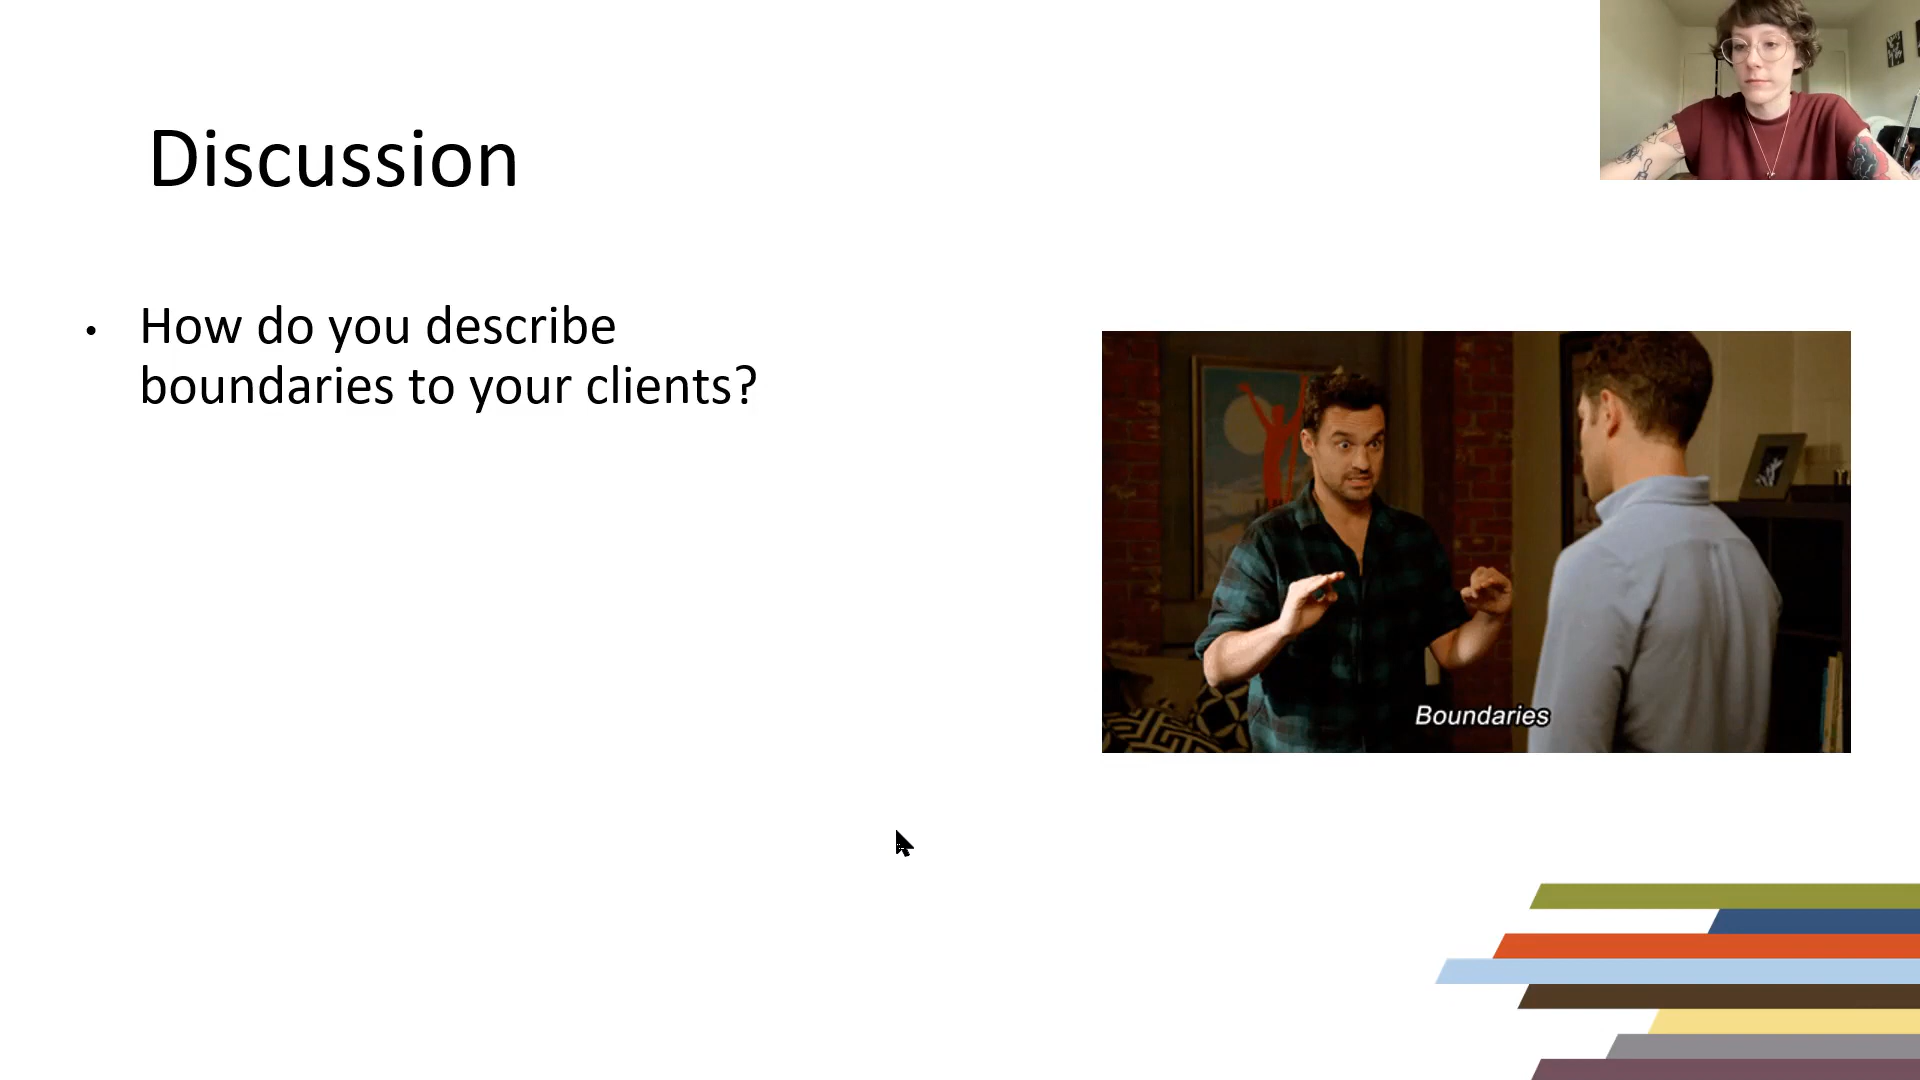 Discussion
• How do you describe
boundaries to your clients?
Boundaries